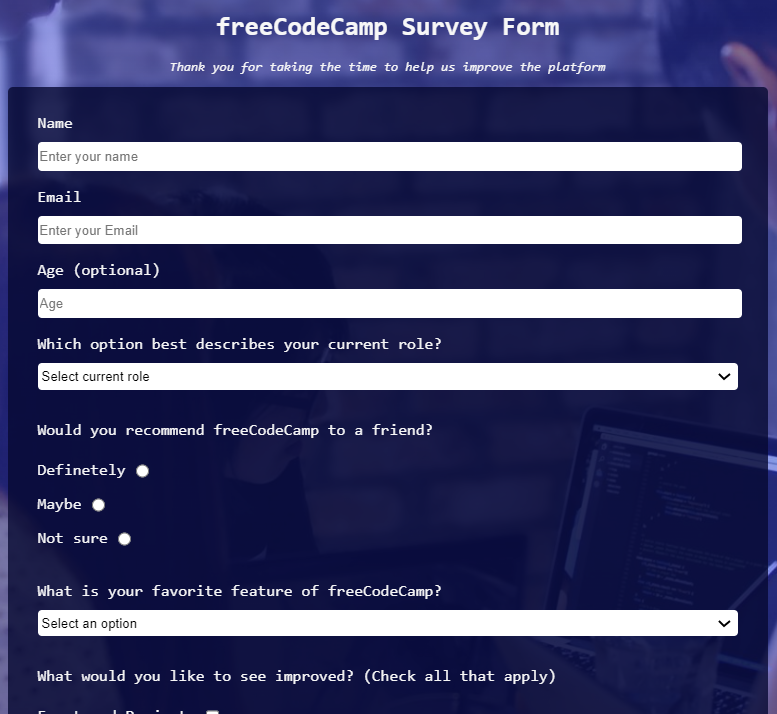 freeCodeCamp Survey Form
Thank you for taking the time to help us improve the platform
Name
Enter your name
Email
Enter your Email
Age (optional)
Age
Which option best describes your current role?
Select current role
Would you recommend freeCodeCamp to a friend?
Definetely
Maybe
Not sure
What is your favorite feature of freeCodeCamp?
Select an option
What would you like to see improved? (Check all that apply)